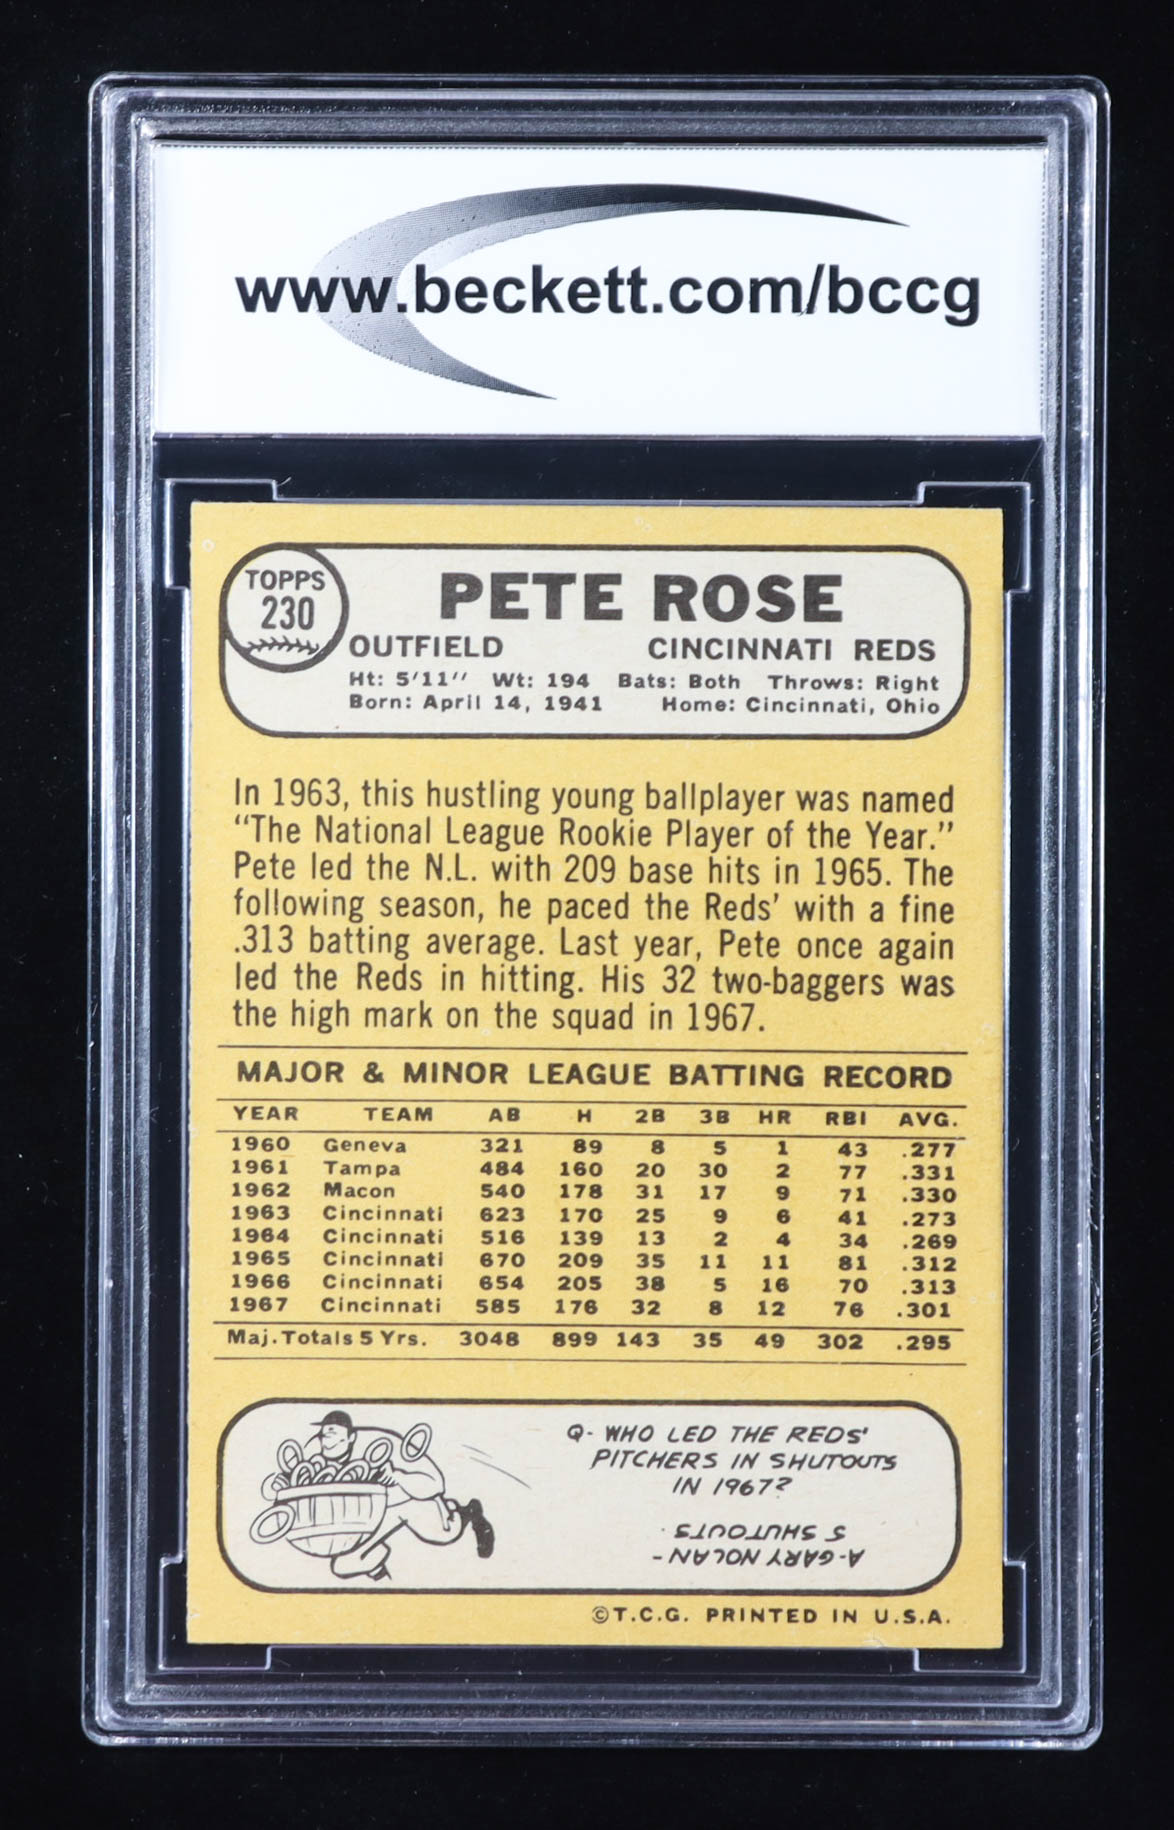 www.beckett.com/bccg
TOPPS
230
PETE ROSE
OUTFIELD CINCINNATI REDS
Ht: 5'11" Wt: 194 Bats: Both Throws: Right
Born: April 14, 1941 Home: Cincinnati, Ohio
In 1963, this hustling young ballplayer was named
"The National League Rookie Player of the Year."
Pete led the N.L. with 209 base hits in 1965. The
following season, he paced the Reds' with a fine
.313 batting average. Last year, Pete once again
led the Reds in hitting. His 32 two-baggers was
the high mark on the squad in 1967.
MAJOR & MINOR LEAGUE BATTING RECORD
YEAR TEAM AB H 2B 3B HR RBI AVG.
1960 Geneva 321 89 8 5 1 43 .277
1961 Tampa 484 160 20 30 2 77 .331
1962 Macon 540 178 31 17 9 71 .330
1963 Cincinnati 623 170 25 9 6 41 .273
1964 Cincinnati 516 139 13 2 4 34 .269
1965 Cincinnati 670 209 35 11 11 81 .312
1966 Cincinnati 654 205 38 5 16 70 .313
1967 Cincinnati 585 176 32 8 12 76 .301
Maj. Totals 5 Yrs. 3048 899 143 35 49 302 .295
Q- WHO LED THE REDS'
PITCHERS IN SHUTOUTS
IN 1967?
A-GARY NOLAN -
5 SHUTOUTS.
©T.C.G. PRINTED IN U.S.A.